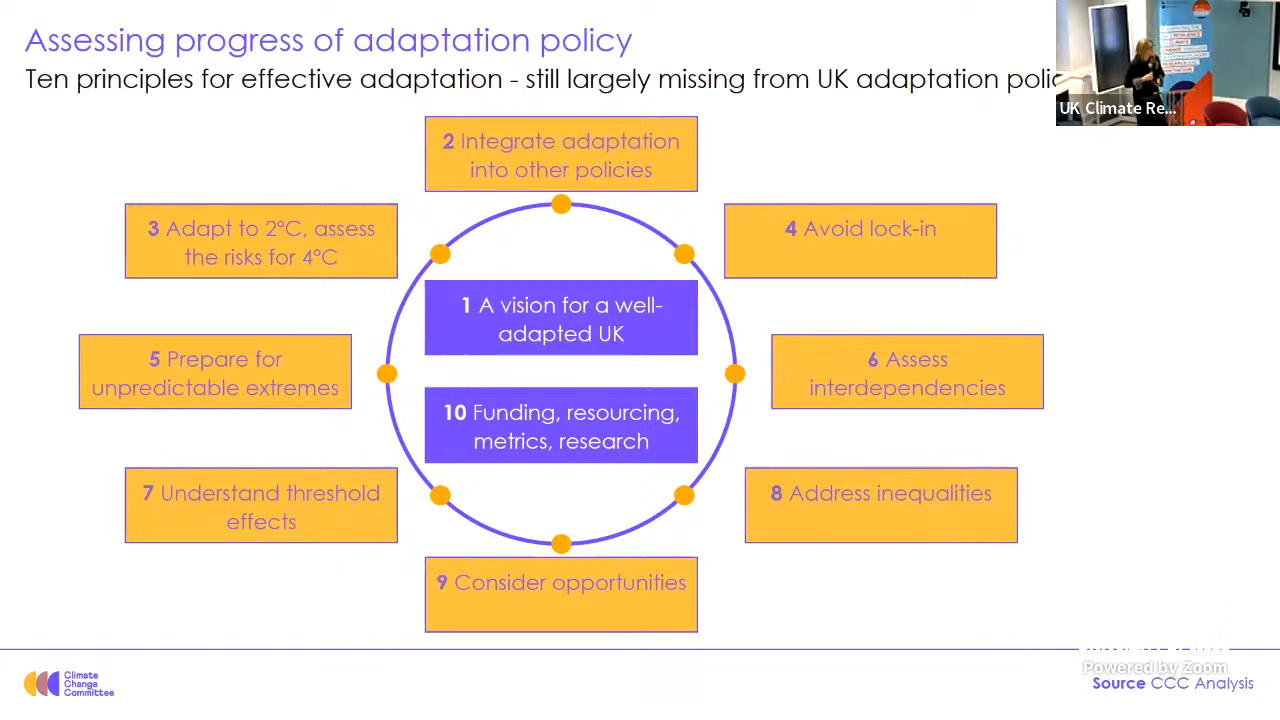 Assessing progress of adaptation policy
Ten principles for effective adaptation - still largely missing from UK adaptation polic
UK Climate Re...
2 Integrate adaptation
into other policies
3 Adapt to 2°C, assess
the risks for 4°C
4 Avoid lock-in
1 A vision for a well-
adapted UK
5 Prepare for
unpredictable extremes
6 Assess
interdependencies
10 Funding, resourcing,
metrics, research
7 Understand threshold
effects
8 Address inequalities
9 Consider opportunities
Climate
Change
Committee
Powered by Zoom
Source CCC Analysis